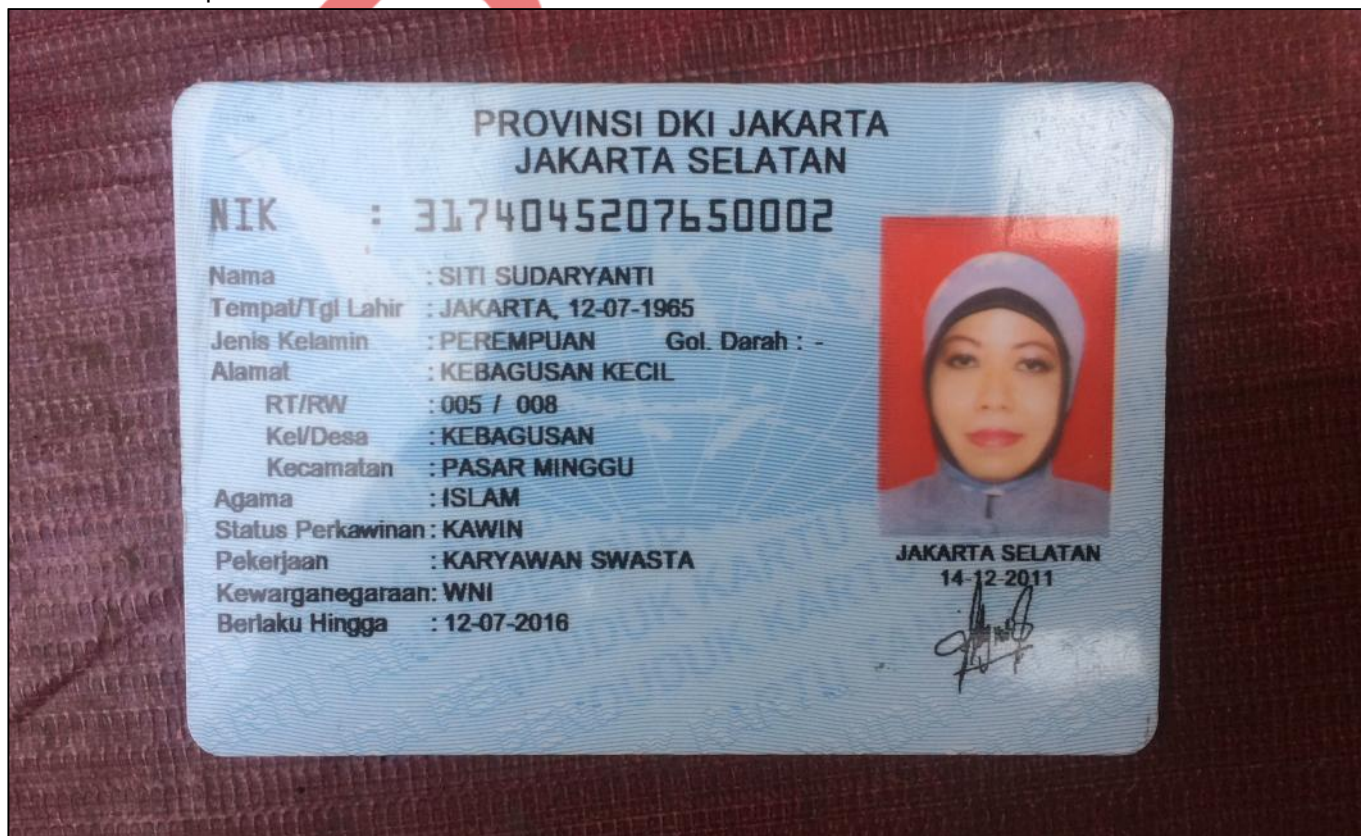 PROVINSI DKI JAKARTA
JAKARTA SELATAN
NIK : 3174045207650002
Nama : SITI SUDARYANTI
Tempat/Tgl Lahir : JAKARTA, 12-07-1965
Jenis Kelamin : PEREMPUAN Gol. Darah : -
Alamat : KEBAGUSAN KECIL
RT/RW : 005 / 008
Kel/Desa : KEBAGUSAN
Kecamatan : PASAR MINGGU
Agama : ISLAM
Status Perkawinan : KAWIN
Pekerjaan : KARYAWAN SWASTA
Kewarganegaraan : WNI
Berlaku Hingga : 12-07-2016
JAKARTA SELATAN
14-12-2011